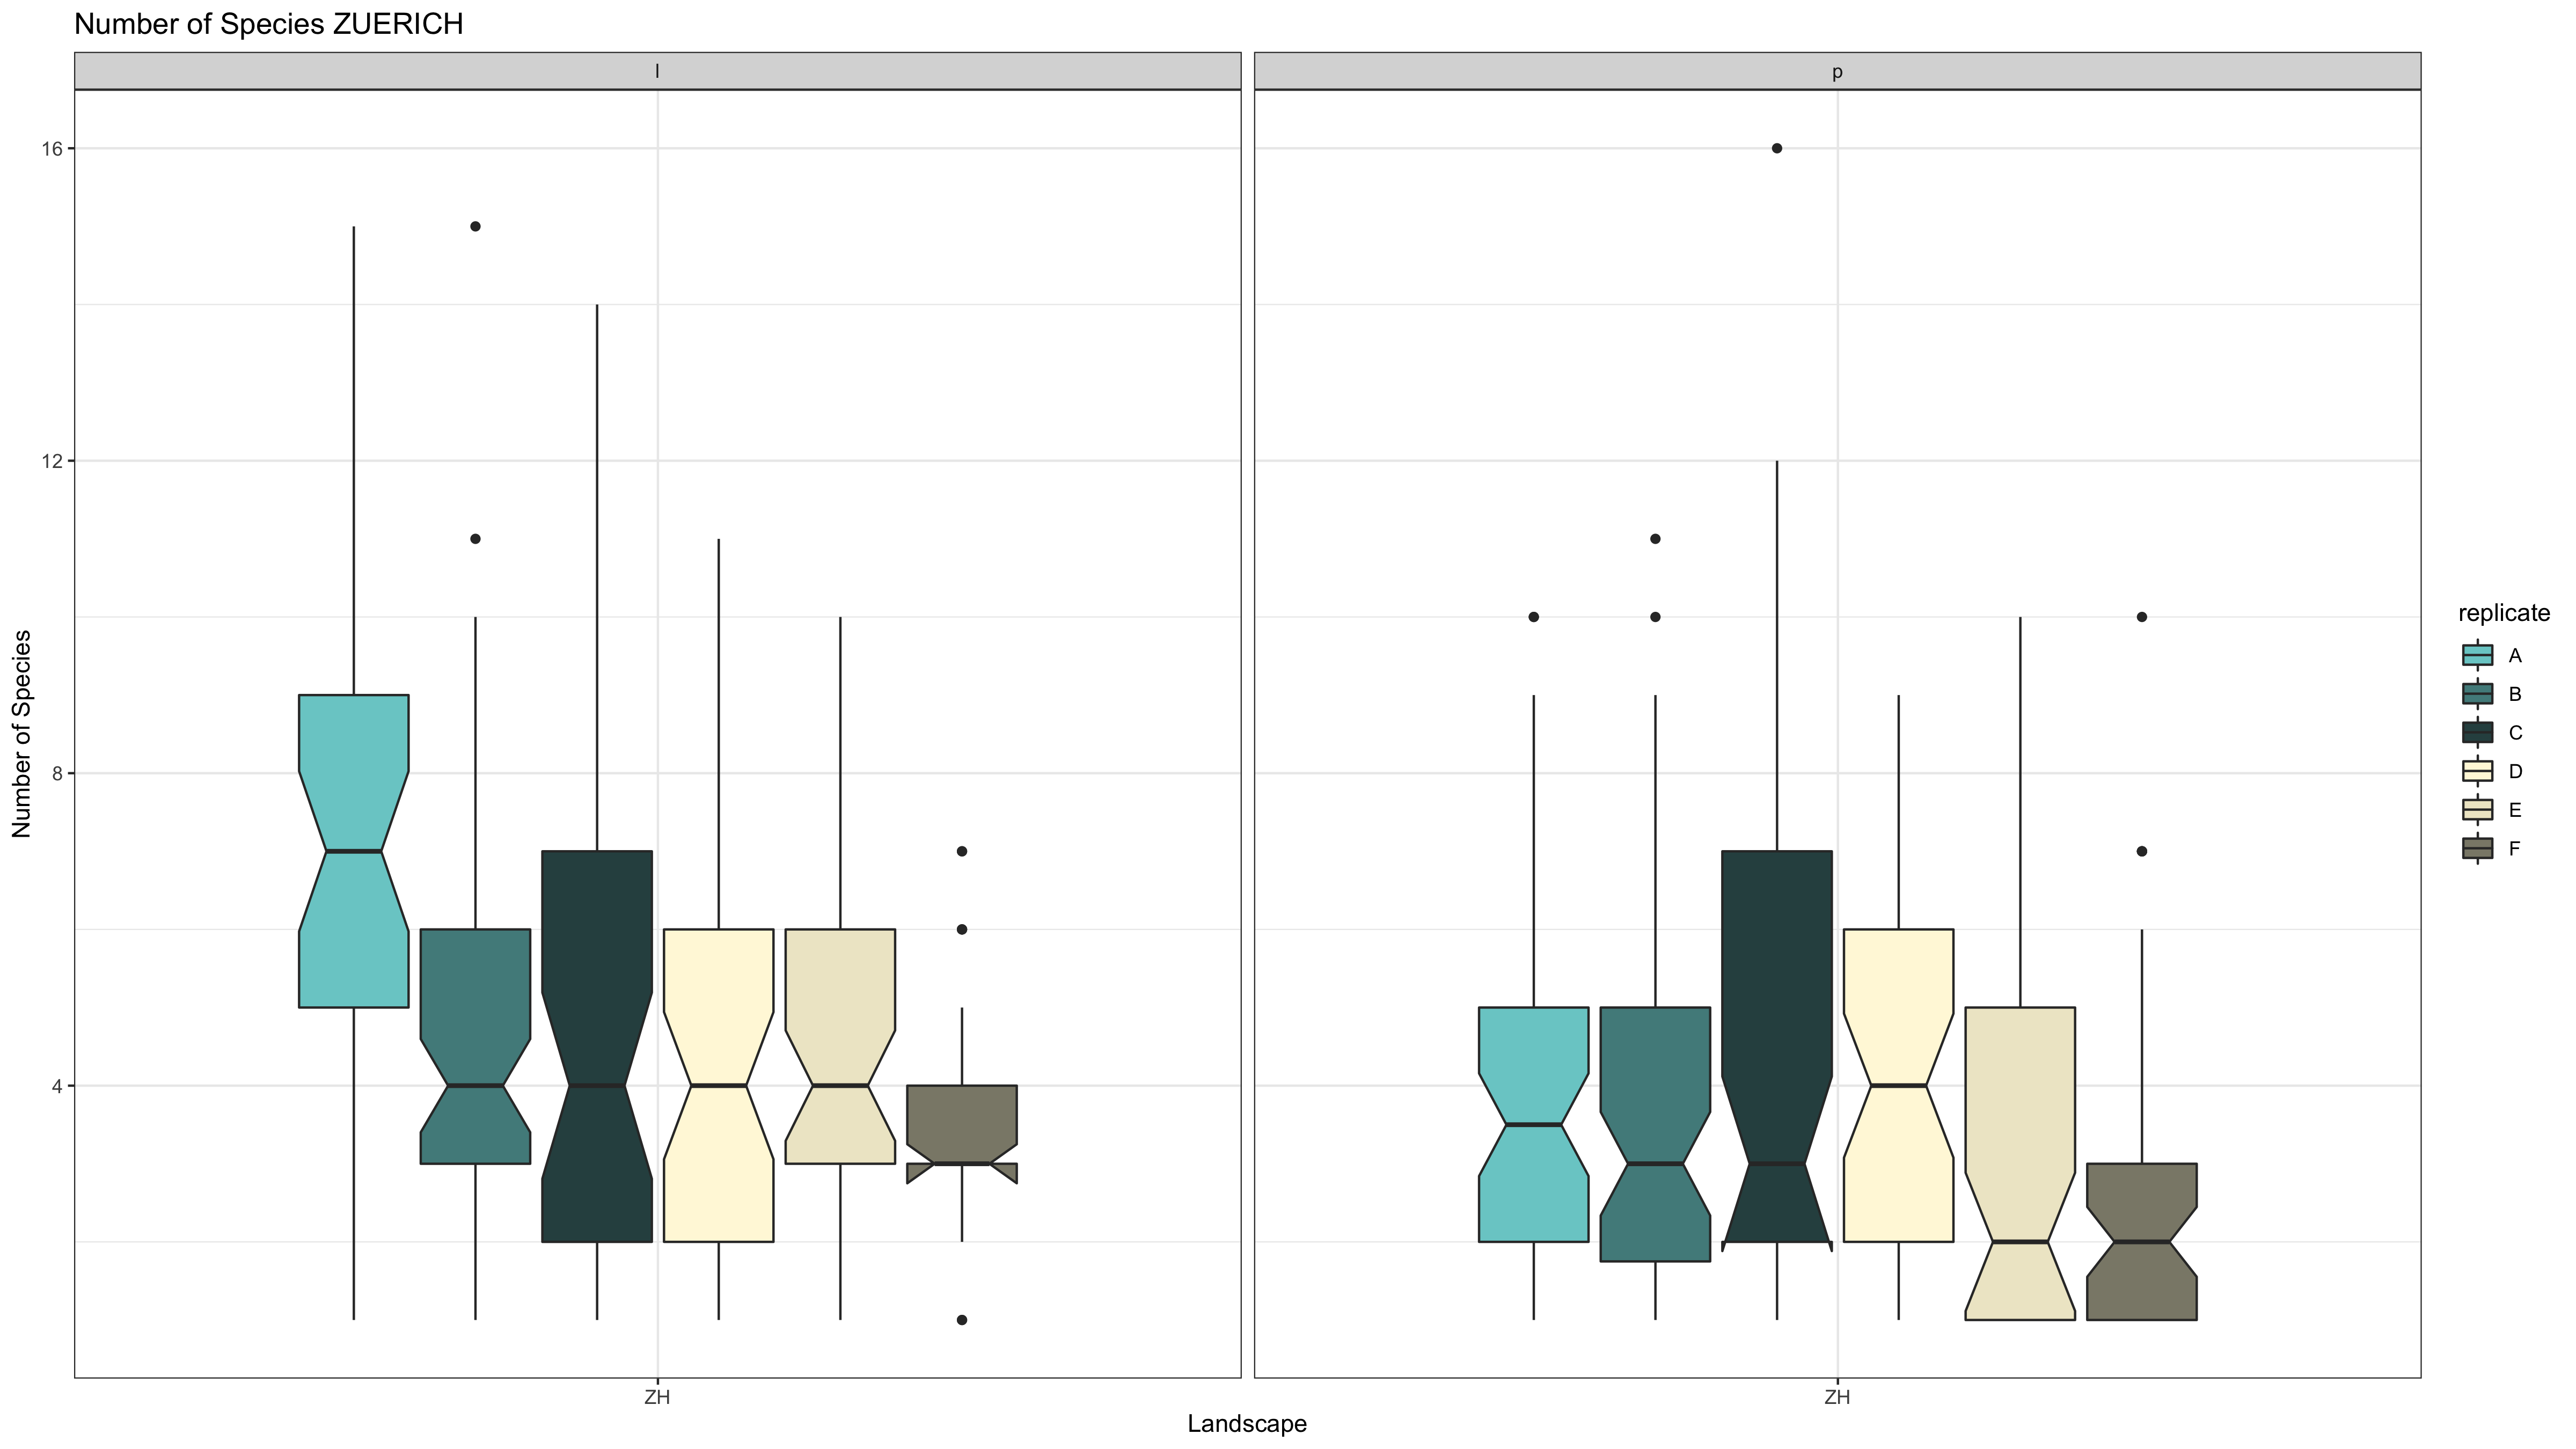 Number of Species ZUERICH
l
p
16
12
8
4
Number of Species
ZH
ZH
Landscape
replicate
A
B
C
D
E
F